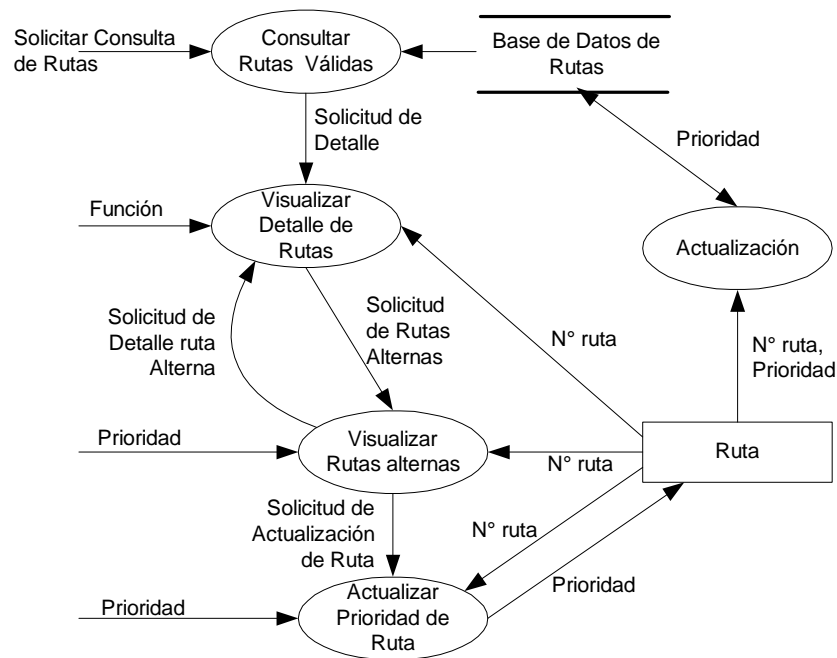 Solicitar Consulta
de Rutas
Consultar
Rutas Válidas
Base de Datos de
Rutas
Solicitud de
Detalle
Prioridad
Función
Visualizar
Detalle de
Rutas
Actualización
Solicitud de
Detalle ruta
Alterna
Solicitud
de Rutas
Alternas
N° ruta
N° ruta,
Prioridad
Prioridad
Visualizar
Rutas alternas
N° ruta
Ruta
Solicitud de
Actualización
de Ruta
N° ruta
Prioridad
Prioridad
Actualizar
Prioridad de
Ruta